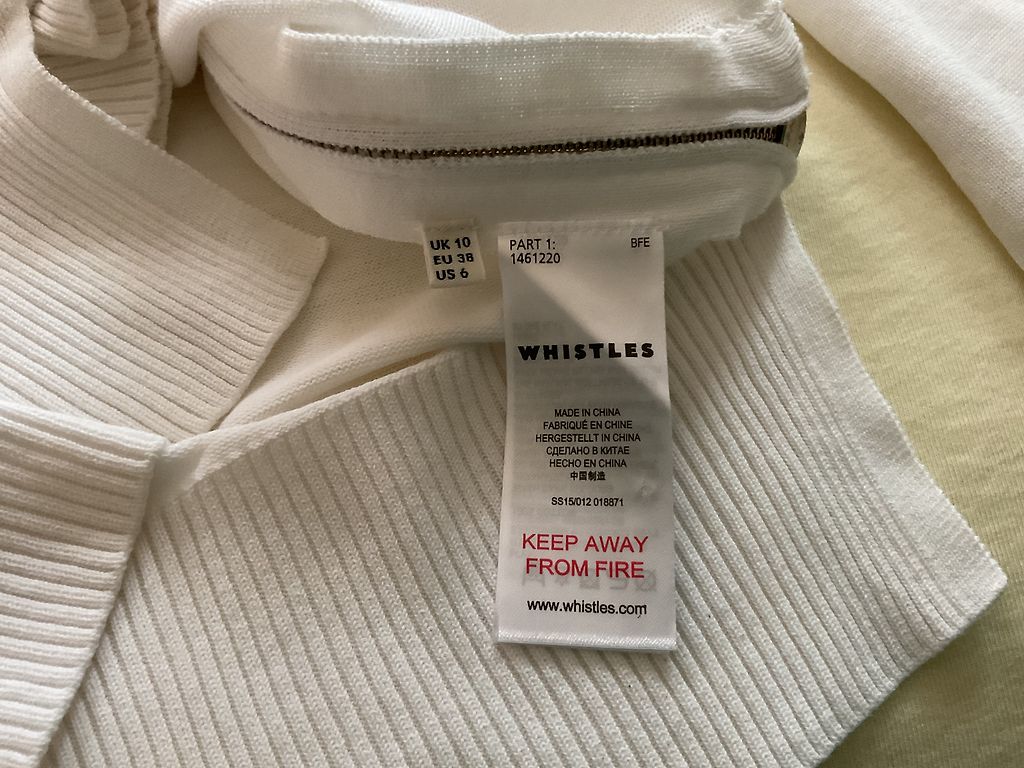 UK 10
EU 38
US 6
PART 1:
BFE
1461220
WHISTLES
MADE IN CHINA
FABRIQUÉ EN CHINE
HERGESTELLT IN CHINA
СДЕЛАНО В КИТАЕ
HECHO EN CHINA
中国制造
SS15/012 018871
KEEP AWAY
FROM FIRE
www.whistles.com